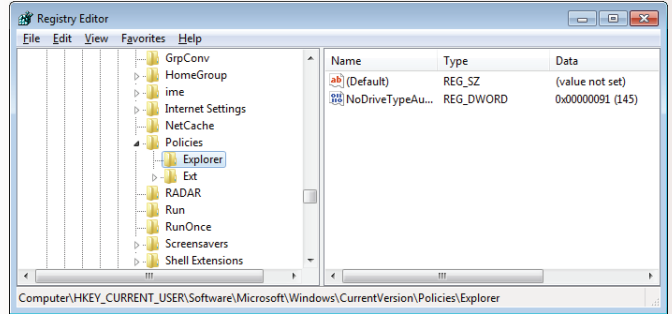 Registry Editor
File Edit View Favorites Help
GrpConv
HomeGroup
ime
Internet Settings
NetCache
Policies
Explorer
Ext
RADAR
Run
RunOnce
Screensavers
Shell Extensions
Name Type Data
(Default) REG_SZ (value not set)
NoDriveTypeAu... REG_DWORD 0x00000091 (145)
Computer\HKEY_CURRENT_USER\Software\Microsoft\Windows\CurrentVersion\Policies\Explorer